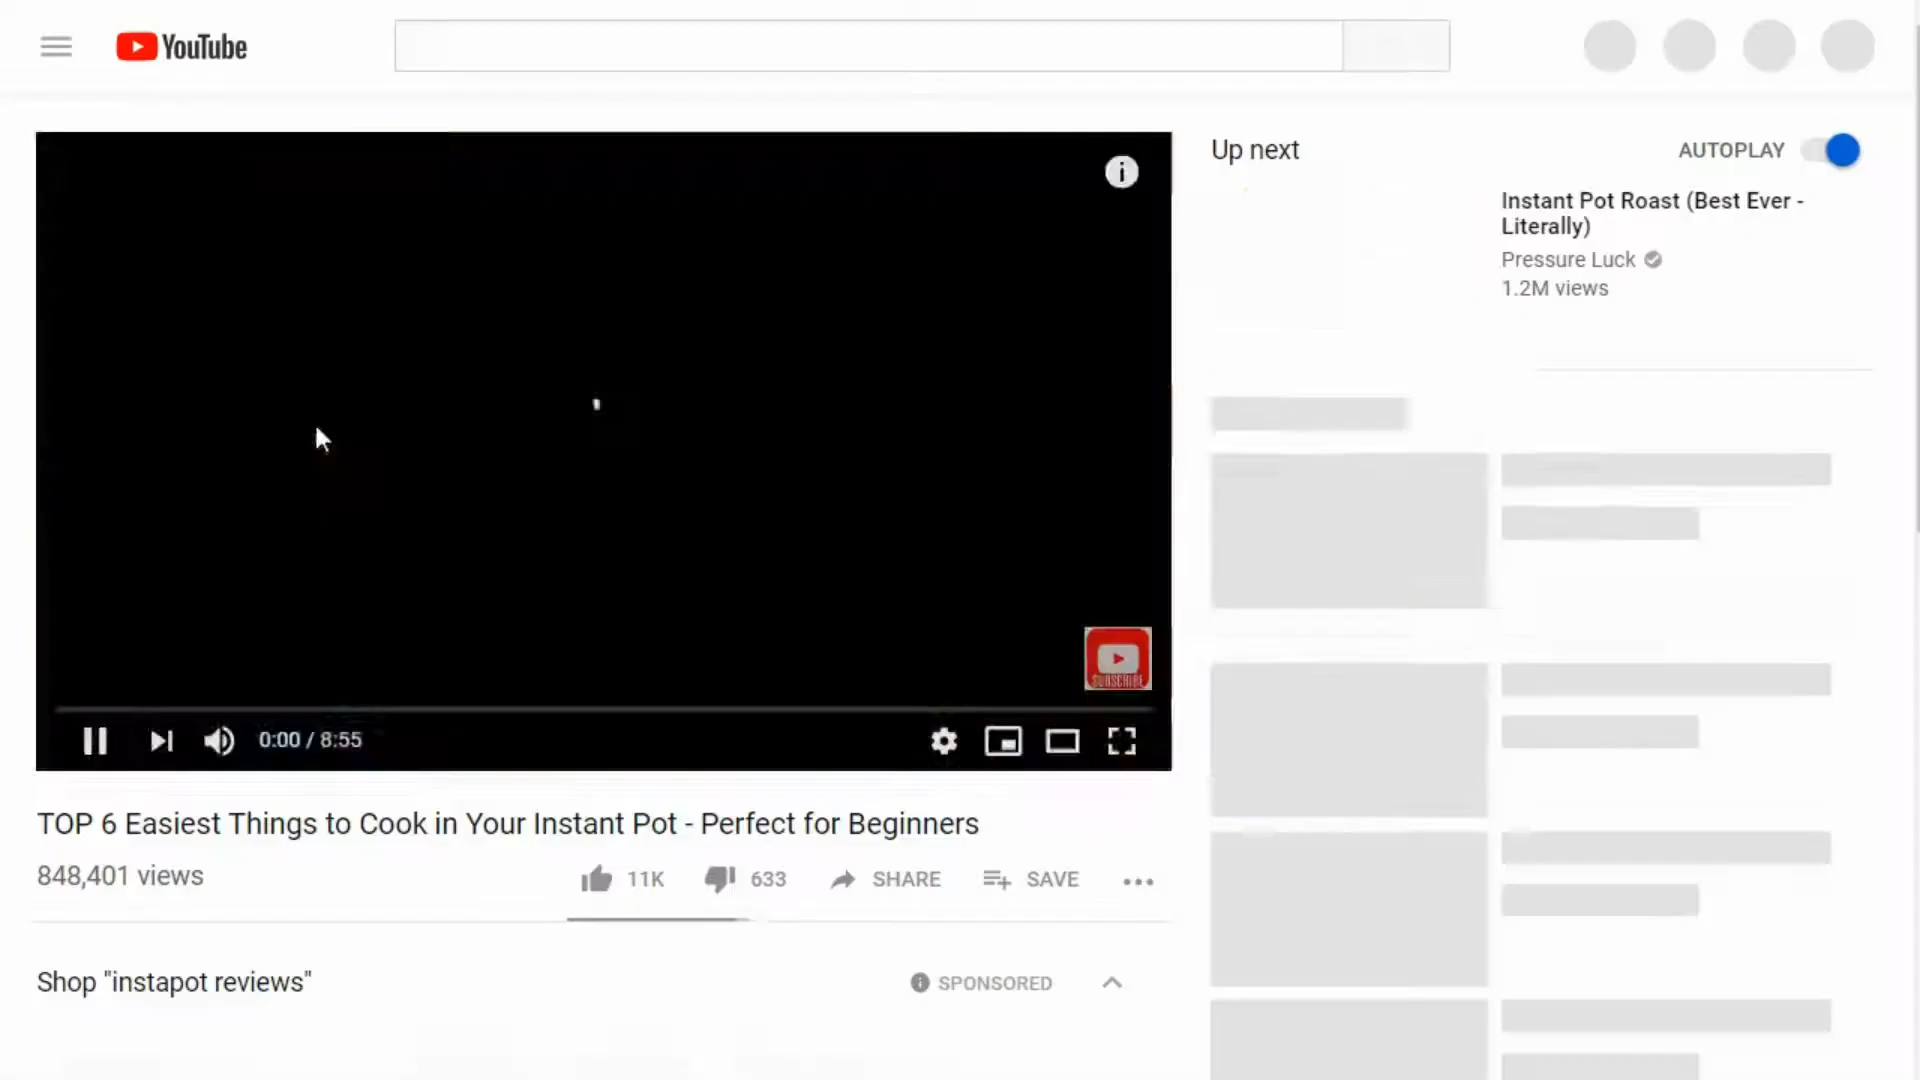 YouTube
Up next
AUTOPLAY
Instant Pot Roast (Best Ever -
Literally)
Pressure Luck
1.2M views
SUBSCRIBE
0:00 / 8:55
TOP 6 Easiest Things to Cook in Your Instant Pot - Perfect for Beginners
848,401 views
11K
633
SHARE
SAVE
Shop "instapot reviews"
SPONSORED